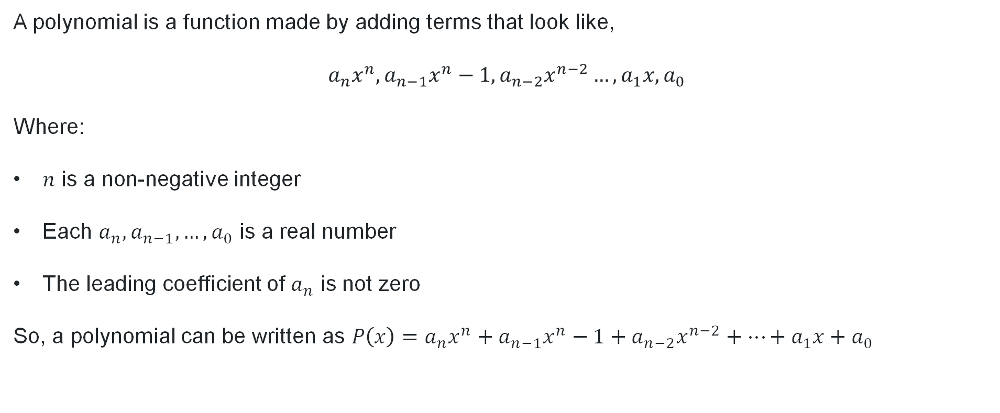 A polynomial is a function made by adding terms that look like,
$a_n x^n, a_{n-1} x^n - 1, a_{n-2} x^{n-2} \dots, a_1 x, a_0$
Where:
• $n$ is a non-negative integer
• Each $a_n, a_{n-1}, \dots, a_0$ is a real number
• The leading coefficient of $a_n$ is not zero
So, a polynomial can be written as $P(x) = a_n x^n + a_{n-1} x^n - 1 + a_{n-2} x^{n-2} + \cdots + a_1 x + a_0$